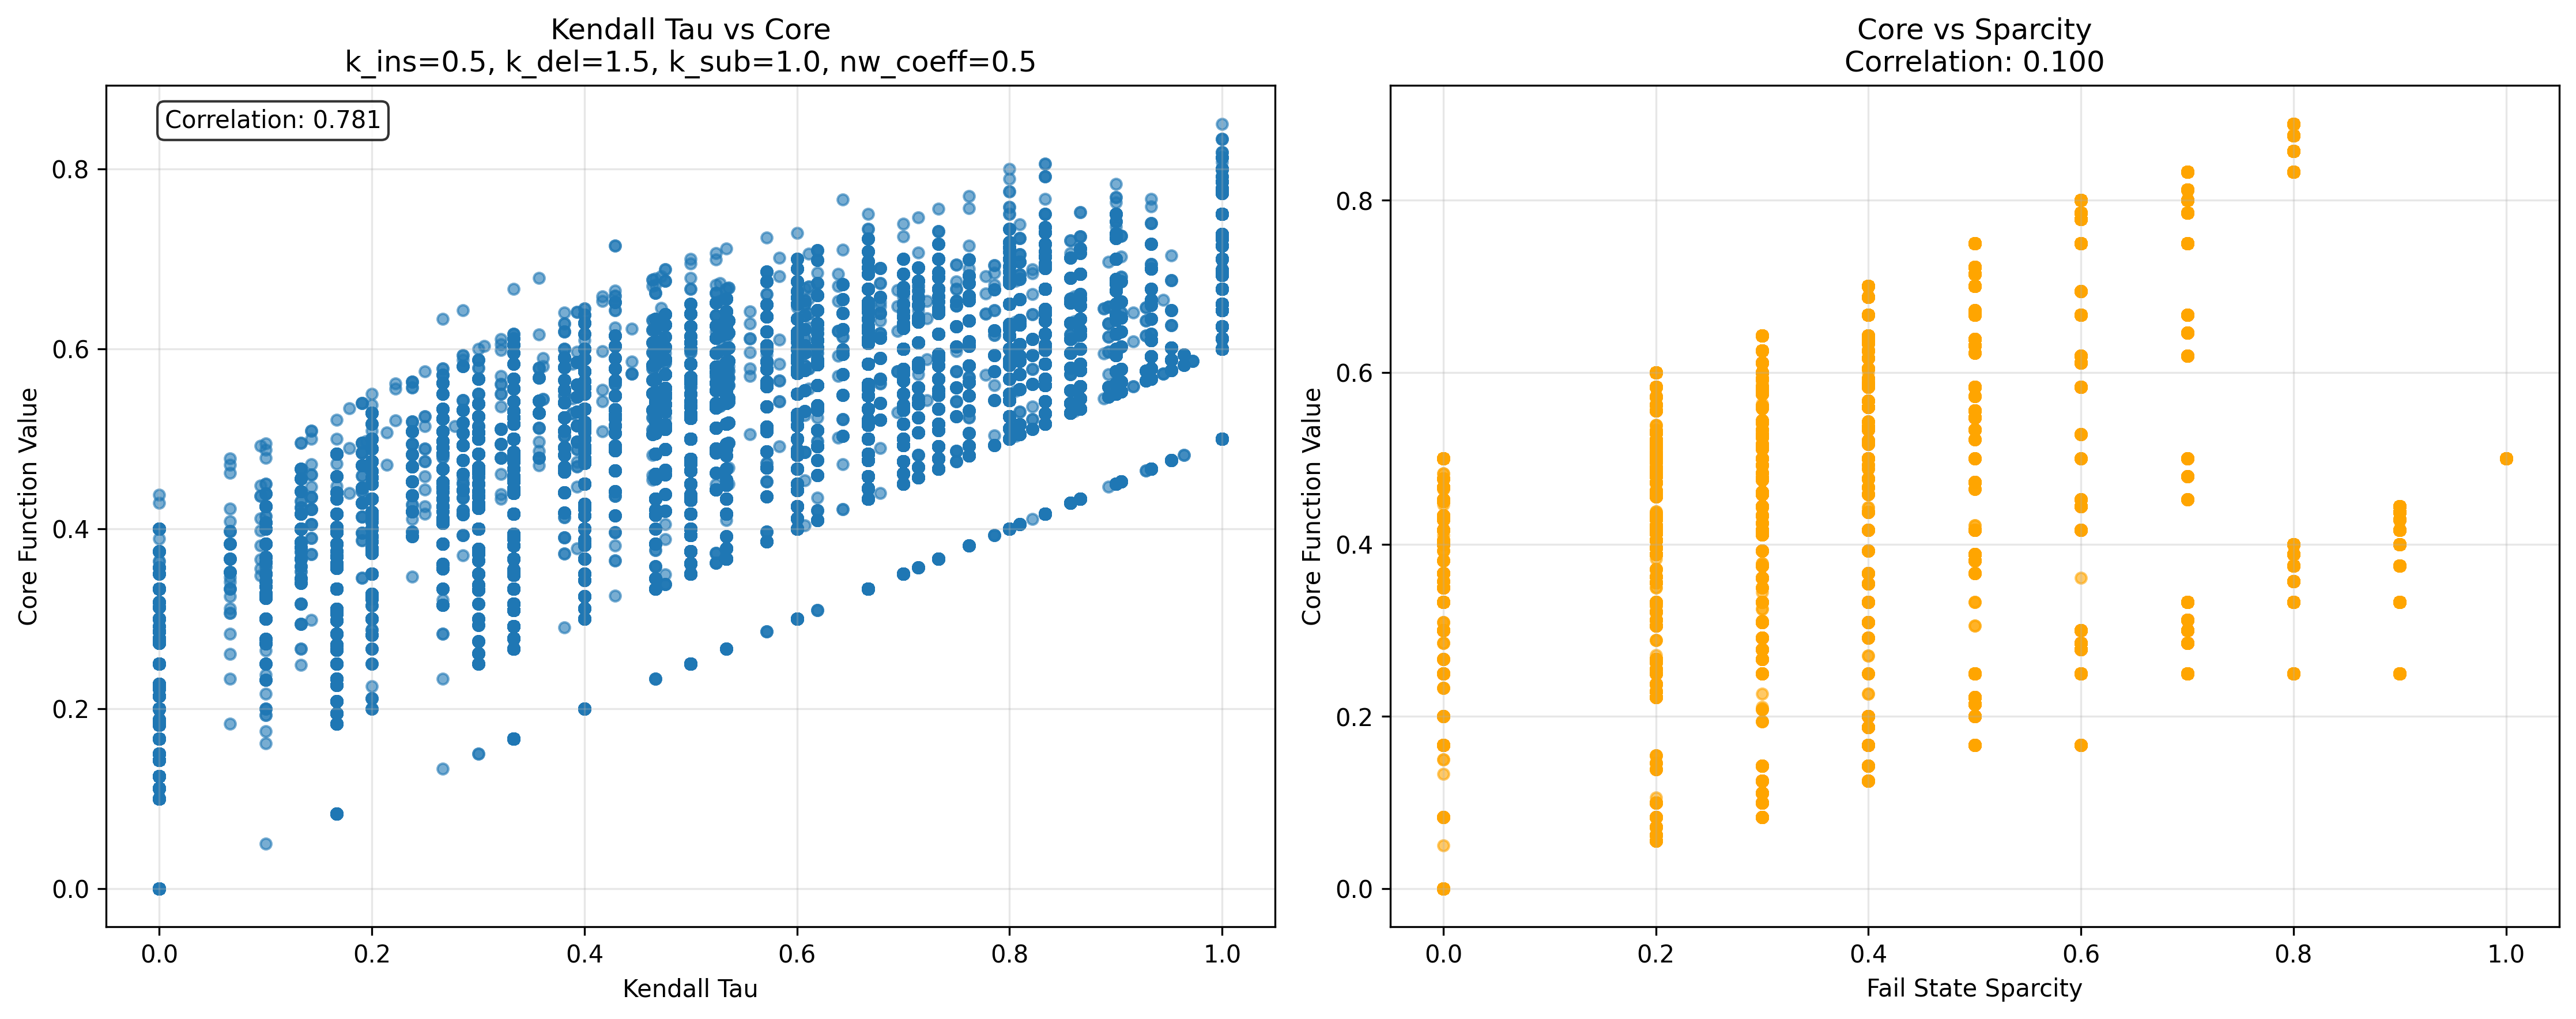 Kendall Tau vs Core
k_ins=0.5, k_del=1.5, k_sub=1.0, nw_coeff=0.5
Correlation: 0.781
Core Function Value
0.8
0.6
0.4
0.2
0.0
0.0 0.2 0.4 0.6 0.8 1.0
Kendall Tau
Core vs Sparcity
Correlation: 0.100
Core Function Value
0.8
0.6
0.4
0.2
0.0
0.0 0.2 0.4 0.6 0.8 1.0
Fail State Sparcity